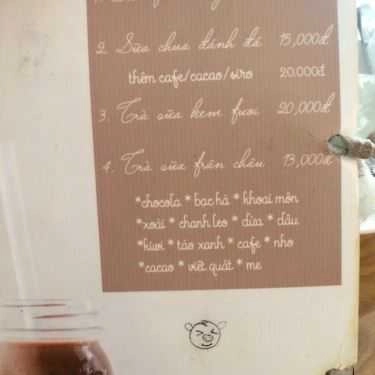 2. Sữa chua đánh đá 15,000đ
thêm cafe/cacao/siro 20.000đ
3. Trà sữa kem tươi 20,000đ
4. Trà sữa trân châu 13,000đ
*chocola * bạc hà * khoai môn
*xoài * chanh leo * dừa * dâu
*kiwi * táo xanh * cafe * nho
*cacao * việt quất * me